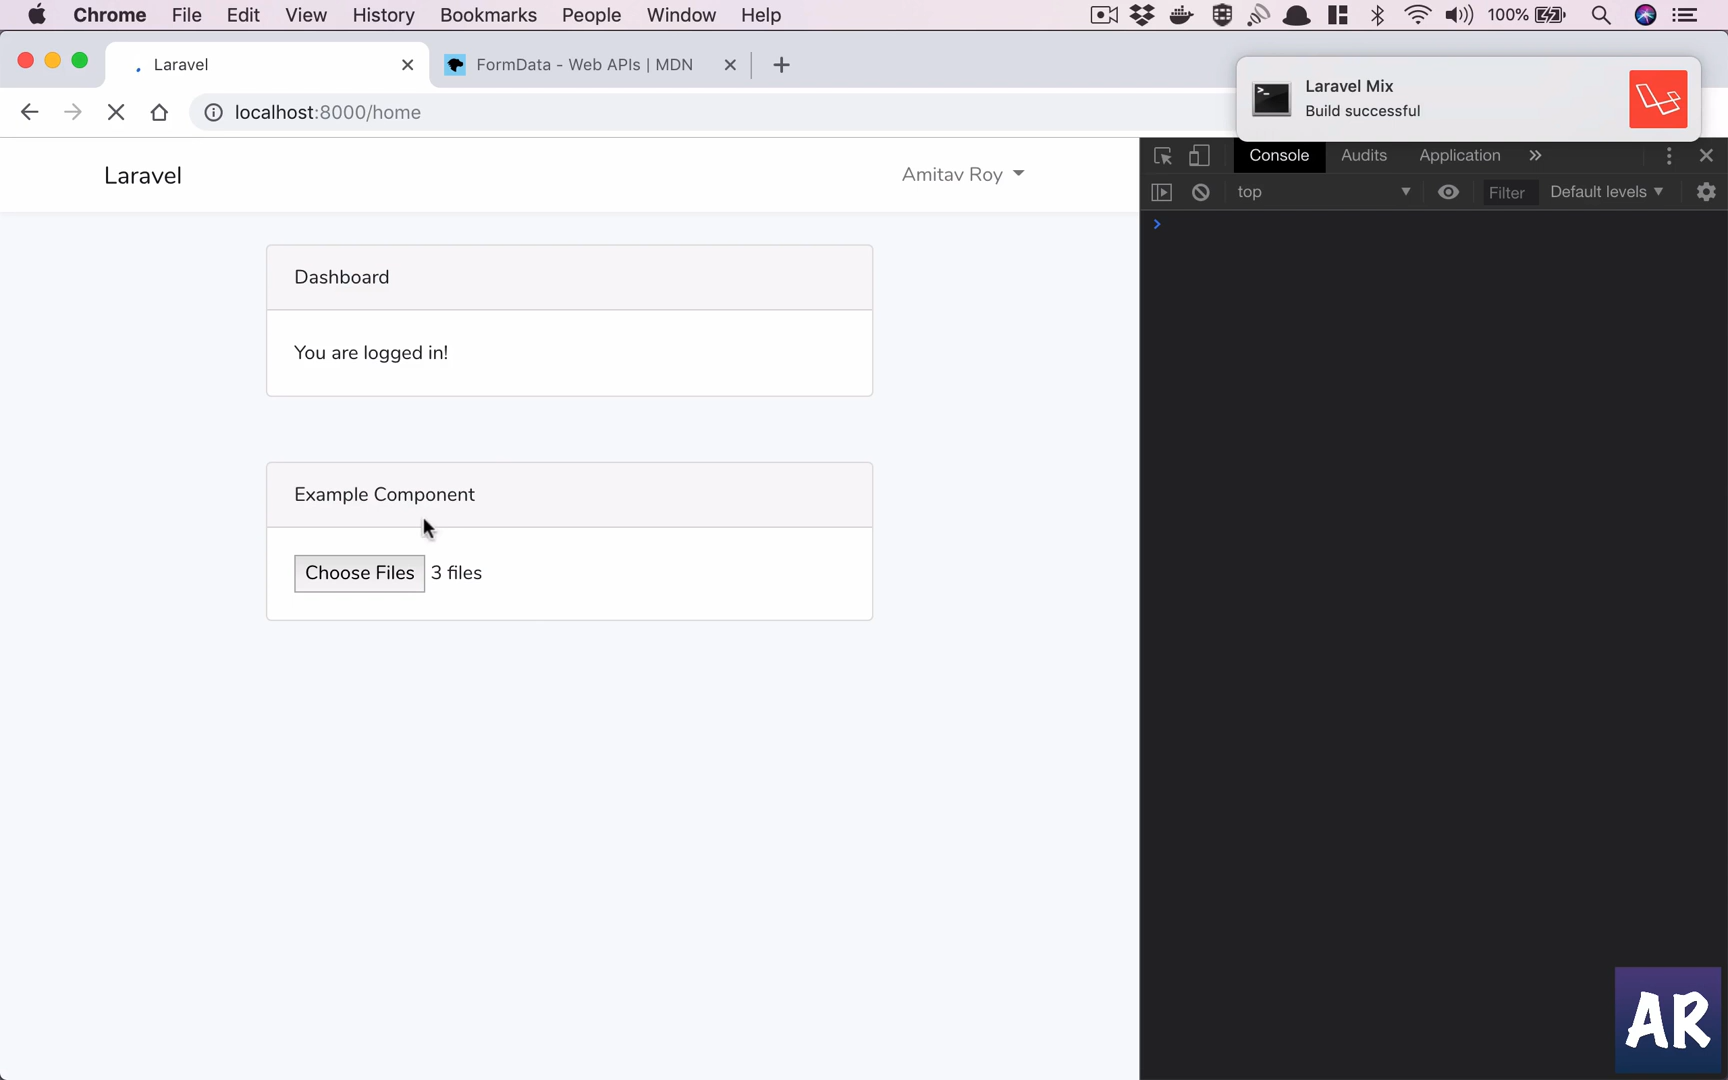 Chrome File Edit View History Bookmarks People Window Help 100%
Laravel
FormData - Web APIs | MDN
Laravel Mix
Build successful
localhost:8000/home
Laravel
Amitav Roy
Console Audits Application
top Filter Default levels
Dashboard
You are logged in!
Example Component
Choose Files 3 files
AR